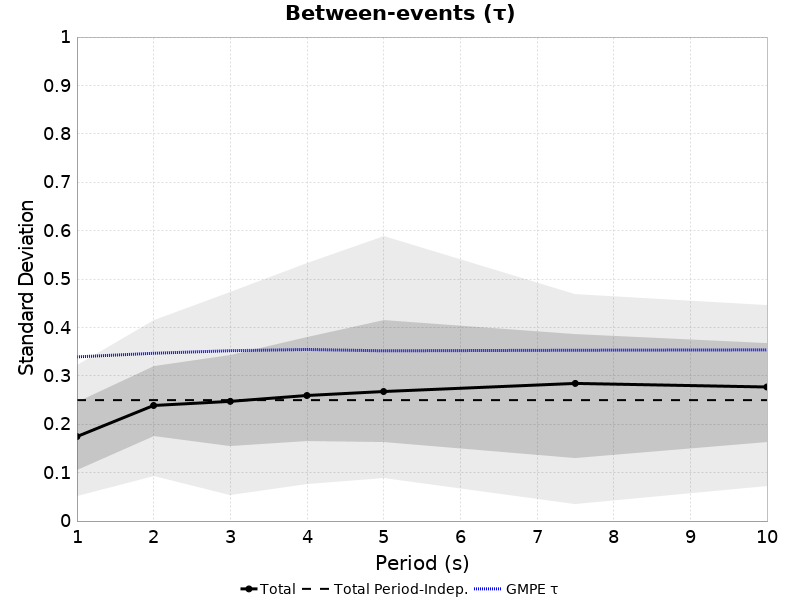 Between-events (τ)
1
0.9
0.8
0.7
0.6
0.5
0.4
0.3
0.2
0.1
0
Standard Deviation
1 2 3 4 5 6 7 8 9 10
Period (s)
Total Total Period-Indep. GMPE τ